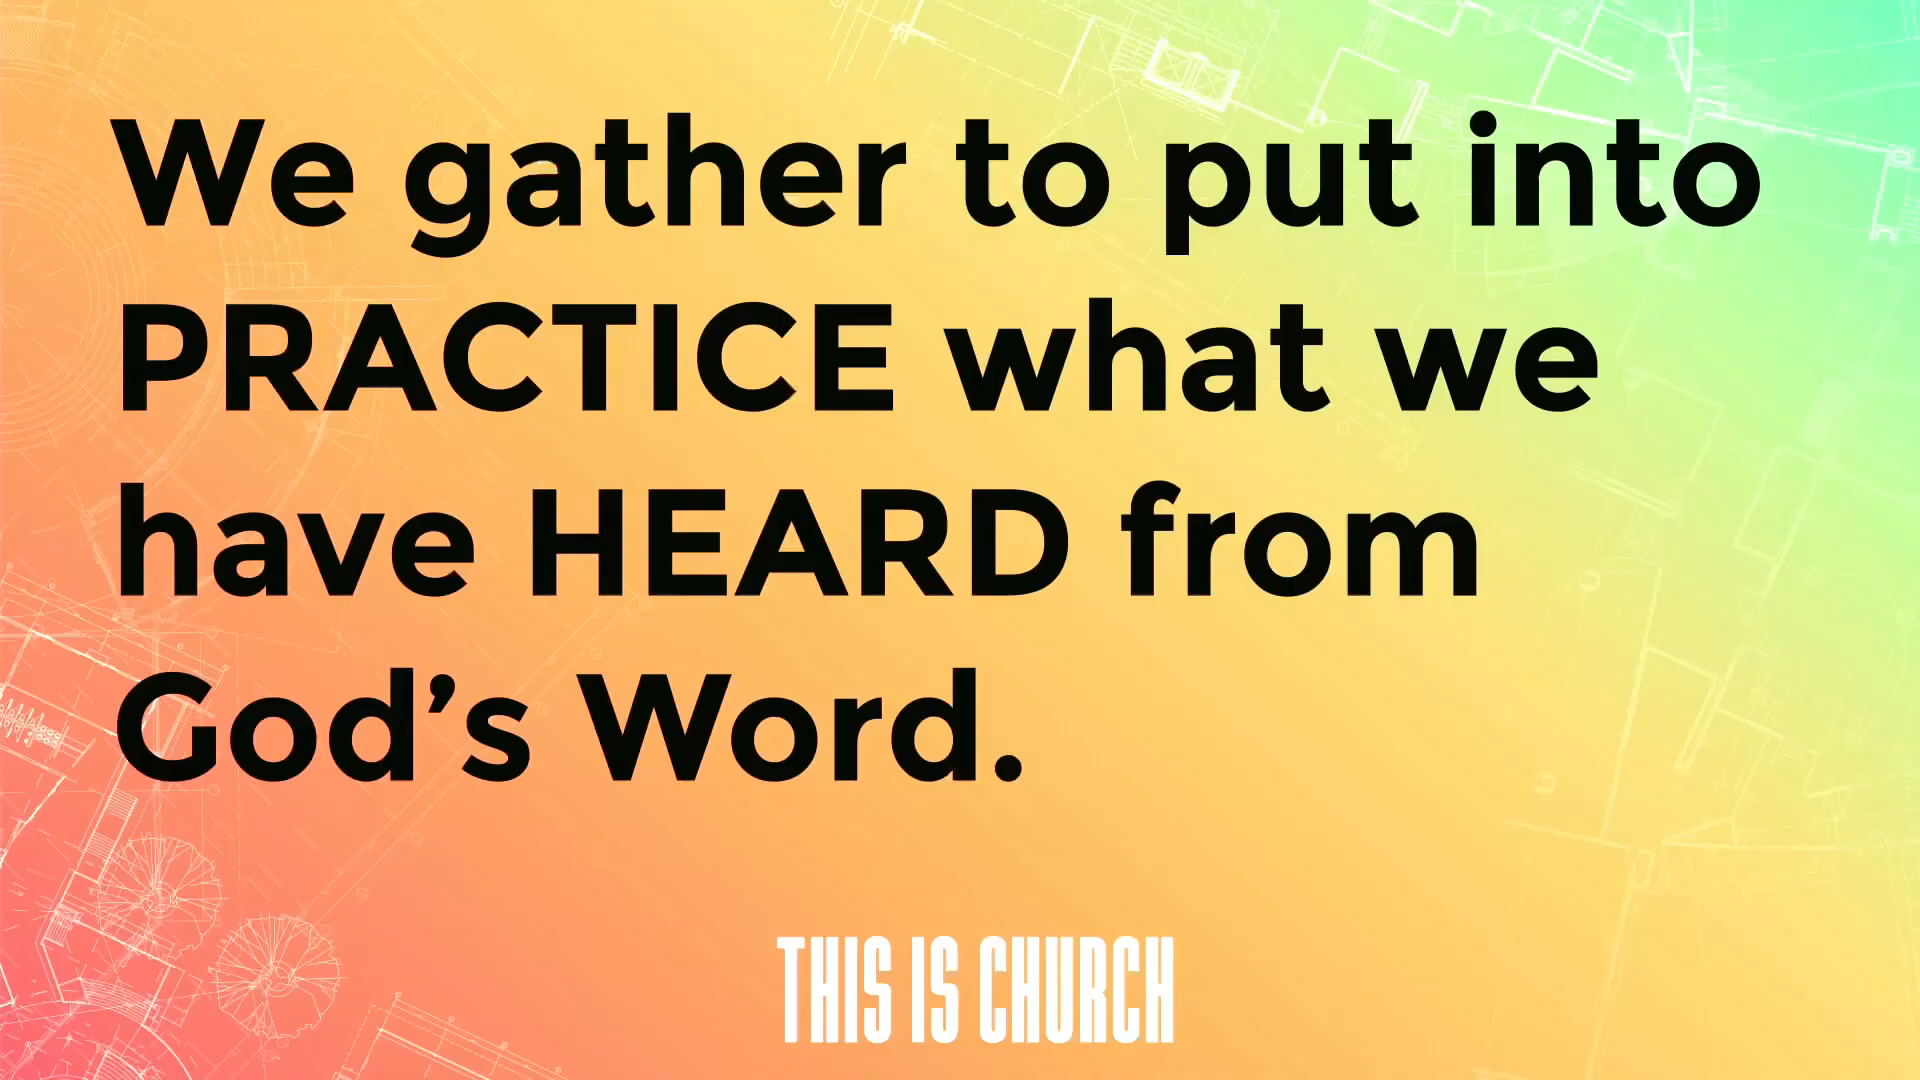 We gather to put into
PRACTICE what we
have HEARD from
God’s Word.
THIS IS CHURCH